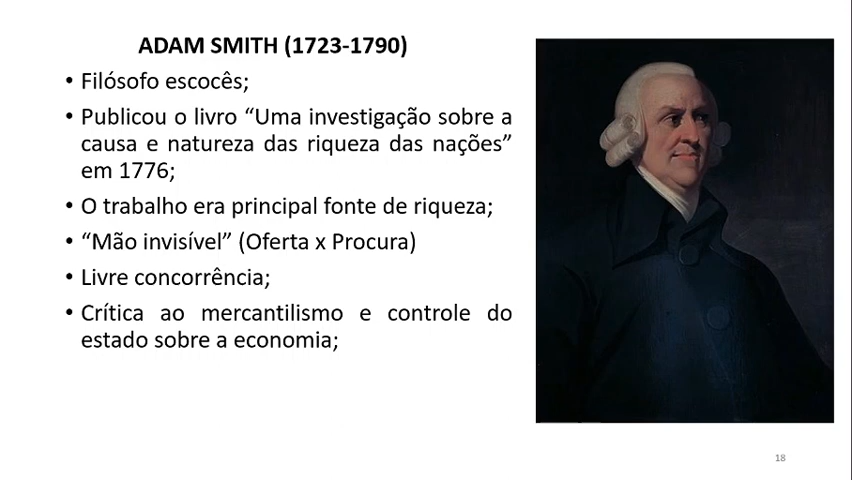 ADAM SMITH (1723-1790)
• Filósofo escocês;
• Publicou o livro “Uma investigação sobre a
causa e natureza das riqueza das nações”
em 1776;
• O trabalho era principal fonte de riqueza;
• “Mão invisível” (Oferta x Procura)
• Livre concorrência;
• Crítica ao mercantilismo e controle do
estado sobre a economia;
18